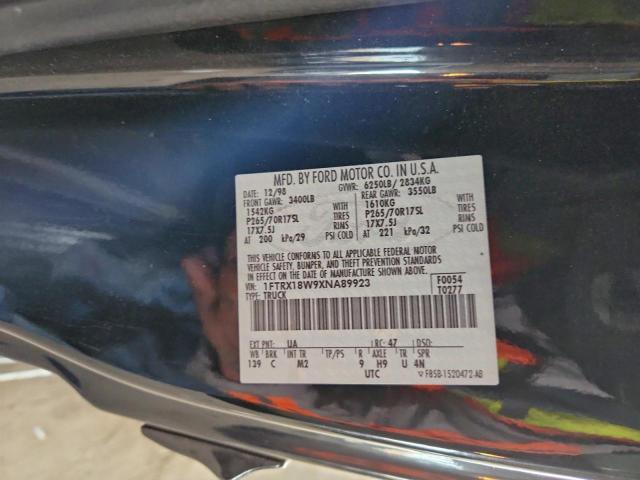 MFD. BY FORD MOTOR CO. IN U.S.A.
DATE: 12/98 GVWR: 6250LB/ 2834KG
FRONT GAWR: 3400LB REAR GAWR: 3550LB
1542KG 1610KG
P265/70R17SL TIRES P265/70R17SL TIRES
17X7.5J RIMS 17X7.5J RIMS
AT 200 kPa/29 PSI COLD AT 221 kPa/32 PSI COLD
THIS VEHICLE CONFORMS TO ALL APPLICABLE FEDERAL MOTOR
VEHICLE SAFETY, BUMPER, AND THEFT PREVENTION STANDARDS
IN EFFECT ON THE DATE OF MANUFACTURE SHOWN ABOVE.
VIN: 1FTRX18W9XNA89923 F0054
TYPE: TRUCK T0277
EXT PNT: UA RC: 47 DSO:
WB BRK INT TR TP/PS R AXLE TR SPR
139 C M2 9 H9 U 4N
UTC F85B-1520472-AB